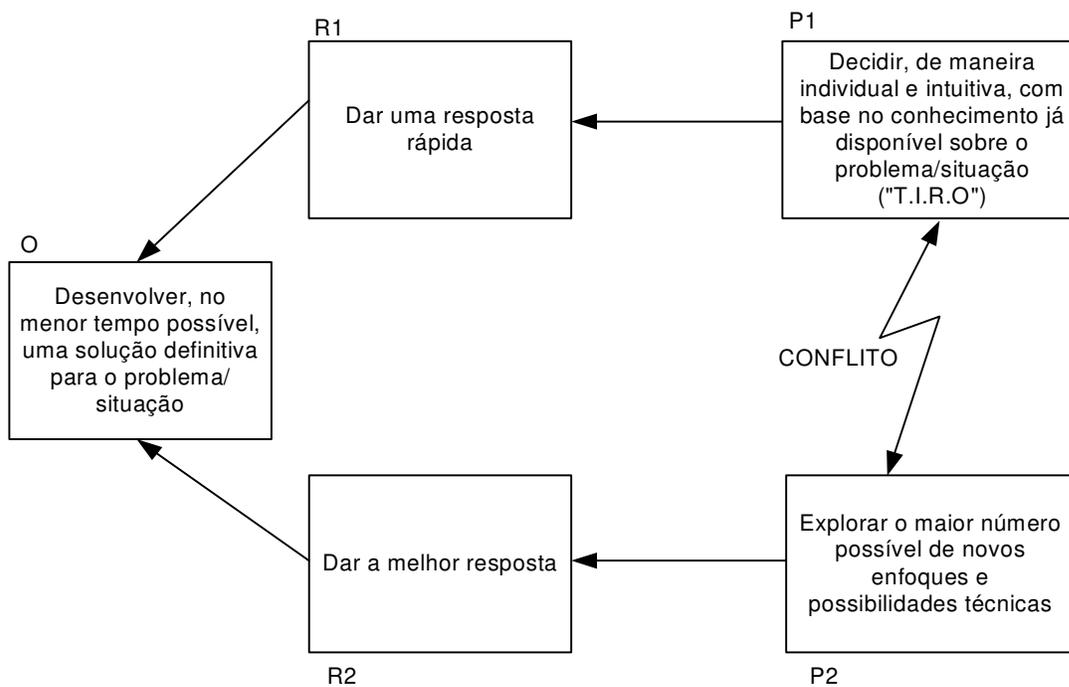 R1
Dar uma resposta
rápida
P1
Decidir, de maneira
individual e intuitiva, com
base no conhecimento já
disponível sobre o
problema/situação
("T.I.R.O")
O
Desenvolver, no
menor tempo possível,
uma solução definitiva
para o problema/
situação
CONFLITO
Dar a melhor resposta
R2
Explorar o maior número
possível de novos
enfoques e
possibilidades técnicas
P2